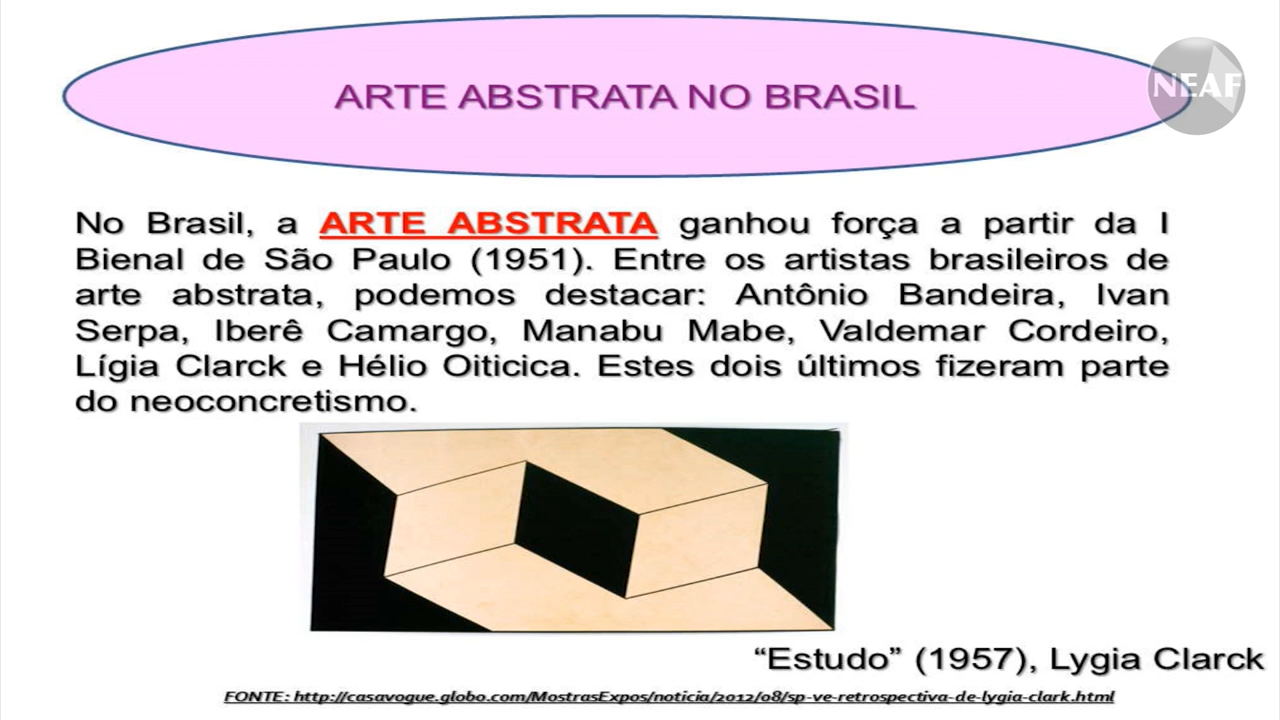 ARTE ABSTRATA NO BRASIL
NEAF
No Brasil, a ARTE ABSTRATA ganhou força a partir da I
Bienal de São Paulo (1951). Entre os artistas brasileiros de
arte abstrata, podemos destacar: Antônio Bandeira, Ivan
Serpa, Iberê Camargo, Manabu Mabe, Valdemar Cordeiro,
Lígia Clarck e Hélio Oiticica. Estes dois últimos fizeram parte
do neoconcretismo.
“Estudo” (1957), Lygia Clarck
FONTE: http://casavogue.globo.com/MostrasExpos/noticia/2012/08/sp-ve-retrospectiva-de-lygia-clark.html